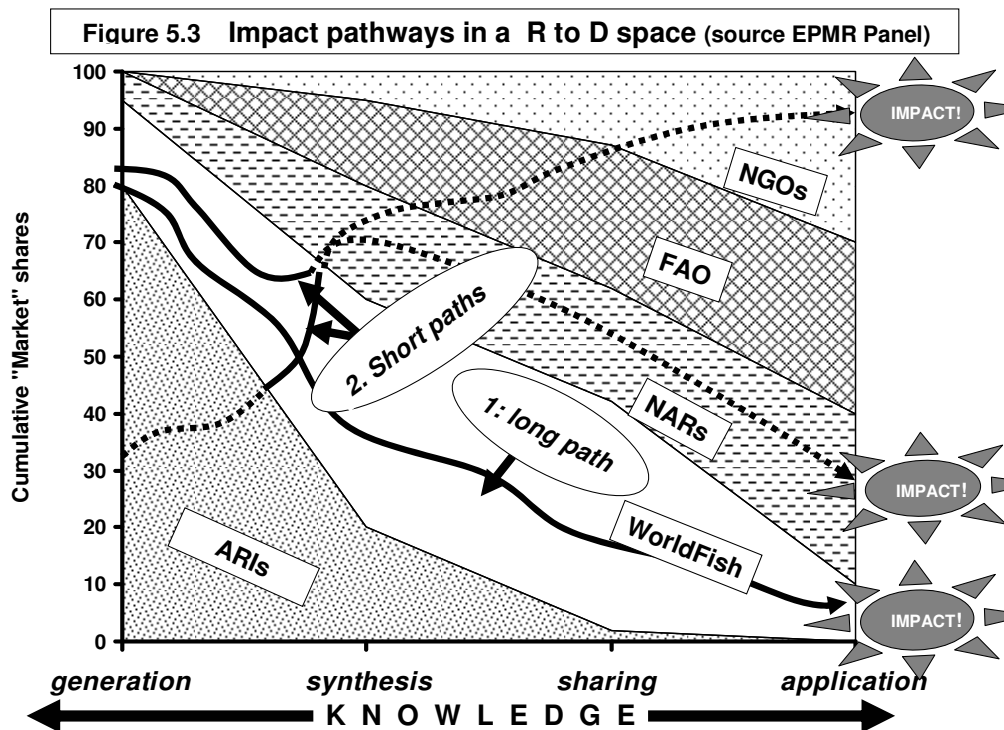 Figure 5.3 Impact pathways in a R to D space (source EPMR Panel)
Cumulative "Market" shares
100
90
80
70
60
50
40
30
20
10
0
IMPACT!
NGOs
FAO
2. Short paths
1: long path
NARs
IMPACT!
WorldFish
ARIs
IMPACT!
generation synthesis sharing application
K N O W L E D G E